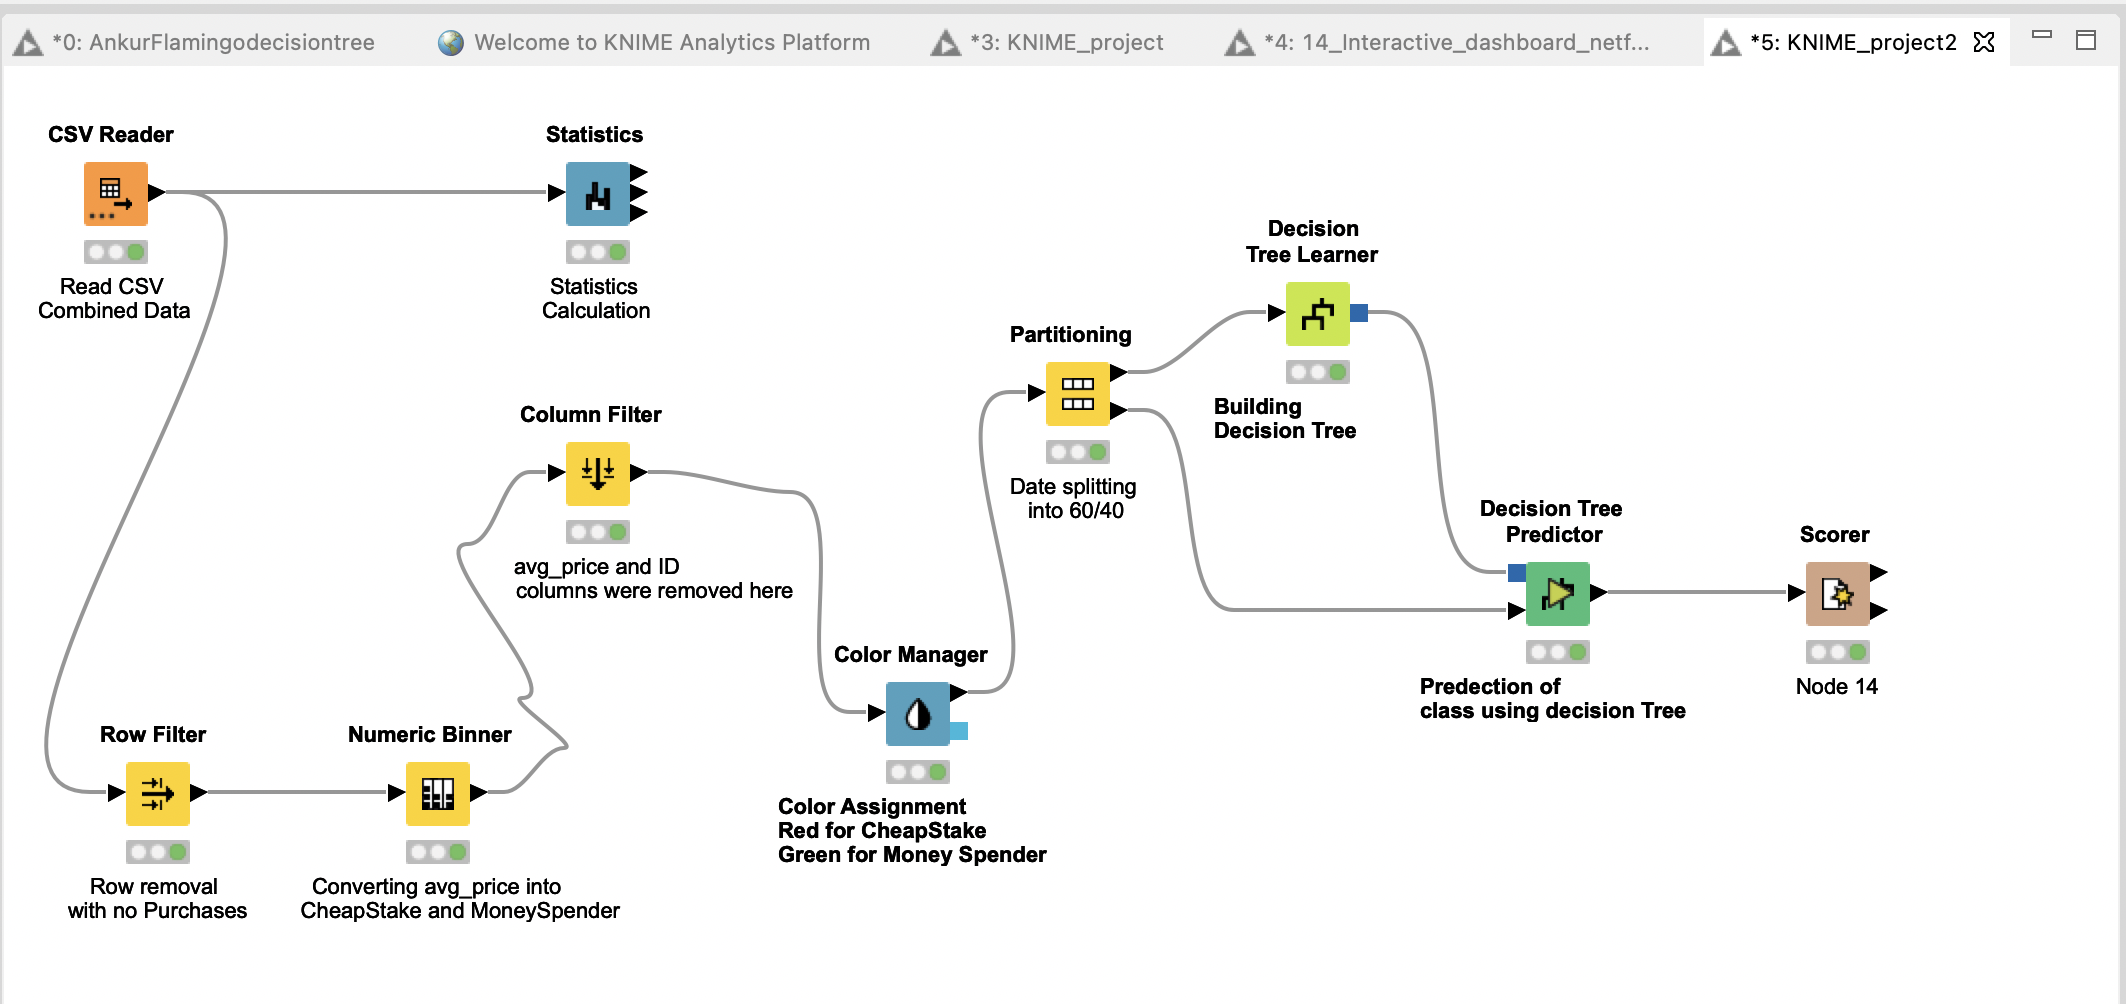 *0: AnkurFlamingodecisiontree
Welcome to KNIME Analytics Platform
*3: KNIME_project
*4: 14_Interactive_dashboard_netf...
*5: KNIME_project2
CSV Reader
Read CSV
Combined Data
Statistics
Statistics
Calculation
Decision
Tree Learner
Building
Decision Tree
Partitioning
Date splitting
into 60/40
Column Filter
avg_price and ID
columns were removed here
Decision Tree
Predictor
Predection of
class using decision Tree
Scorer
Node 14
Color Manager
Color Assignment
Red for CheapStake
Green for Money Spender
Row Filter
Row removal
with no Purchases
Numeric Binner
Converting avg_price into
CheapStake and MoneySpender